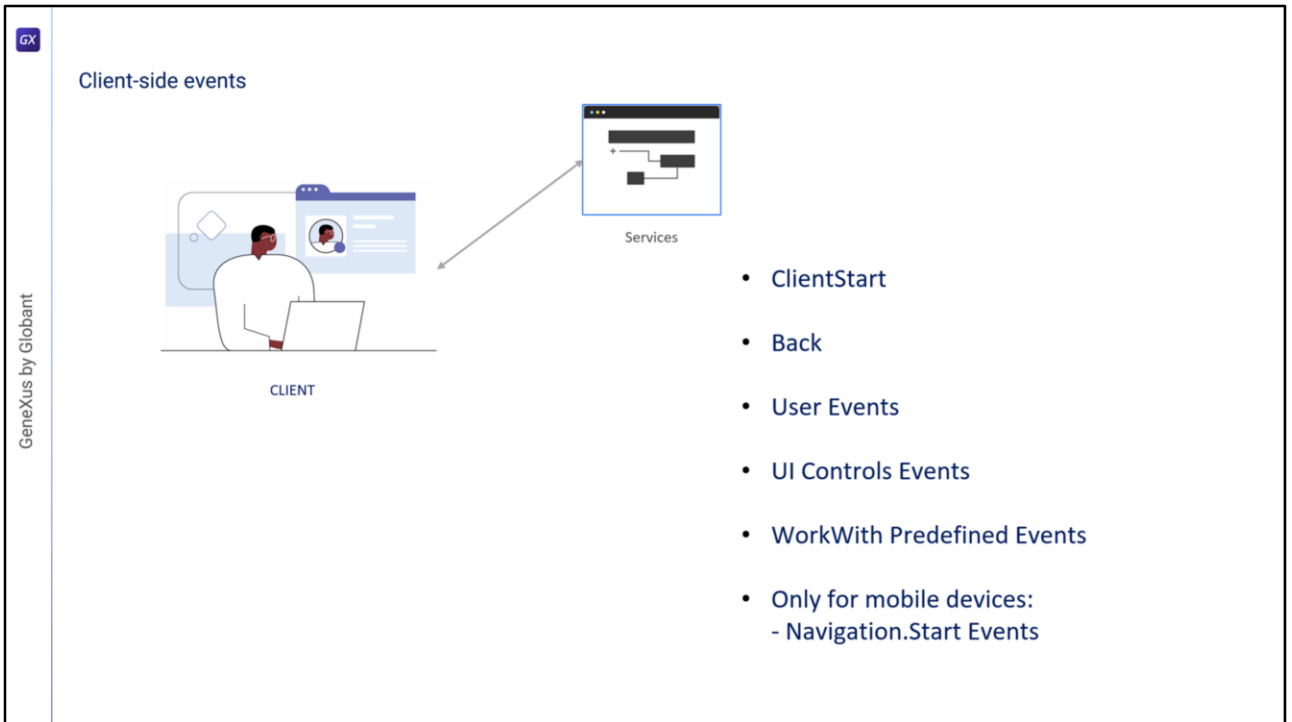 GX
Client-side events
Services
CLIENT
• ClientStart
• Back
• User Events
• UI Controls Events
• WorkWith Predefined Events
• Only for mobile devices:
- Navigation.Start Events
GeneXus by Globant